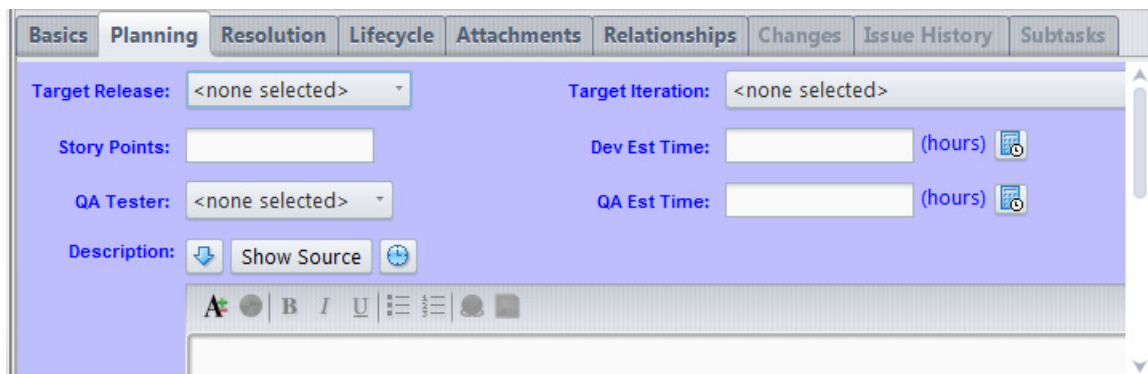 Basics Planning Resolution Lifecycle Attachments Relationships Changes Issue History Subtasks
Target Release: <none selected> Target Iteration: <none selected>
Story Points: Dev Est Time: (hours)
QA Tester: <none selected> QA Est Time: (hours)
Description: Show Source
A B I U